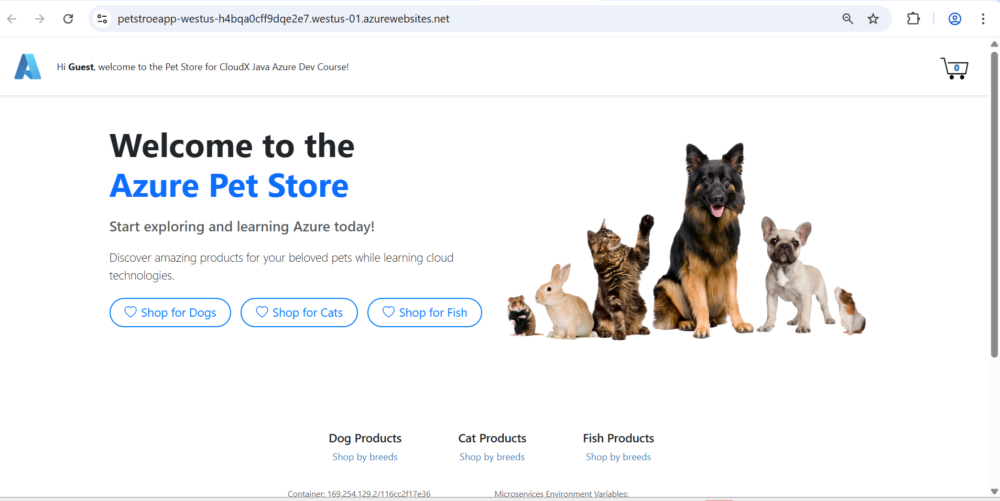 petstroeapp-westus-h4bqa0cff9dqe2e7.westus-01.azurewebsites.net
Hi Guest, welcome to the Pet Store for CloudX Java Azure Dev Course!
0
Welcome to the
Azure Pet Store
Start exploring and learning Azure today!
Discover amazing products for your beloved pets while learning cloud
technologies.
Shop for Dogs
Shop for Cats
Shop for Fish
Dog Products
Cat Products
Fish Products
Shop by breeds
Shop by breeds
Shop by breeds
Container: 169.254.129.2/116cc2f17e36
Microservices Environment Variables: